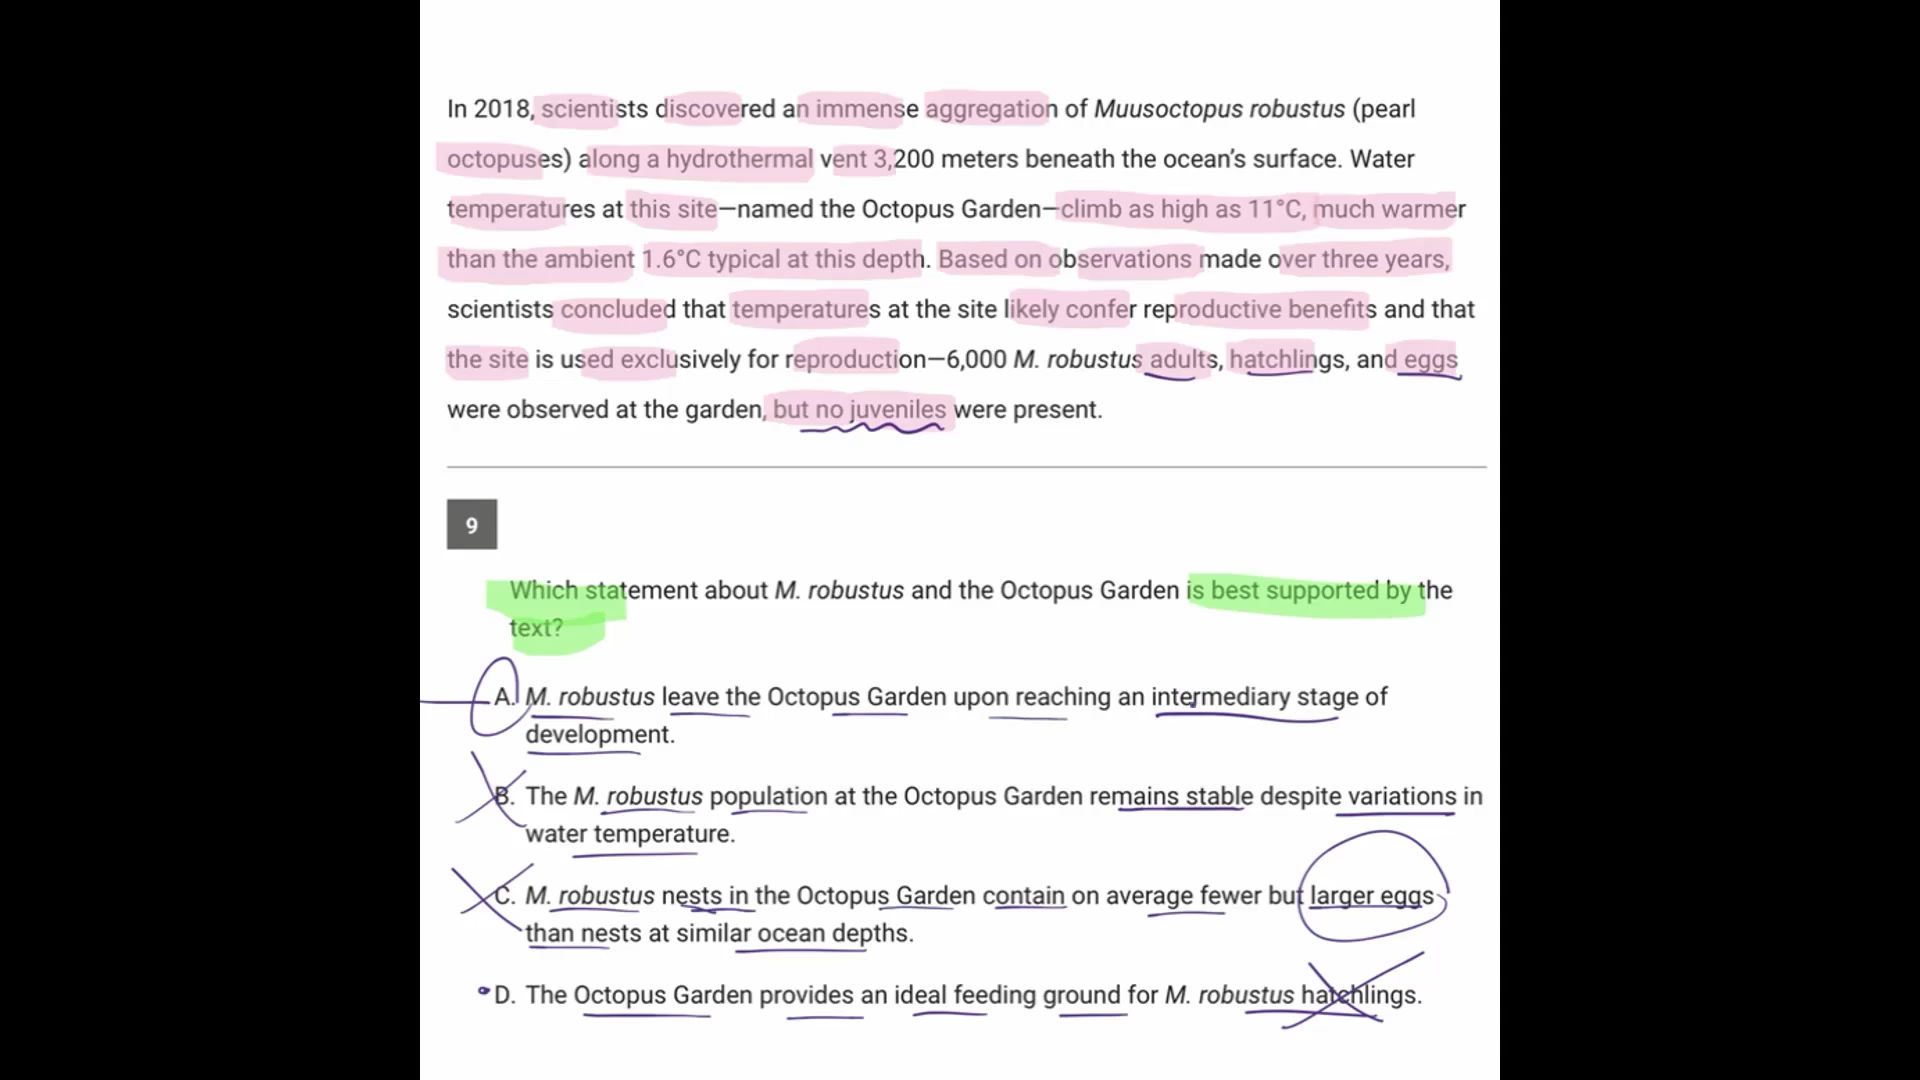 In 2018, scientists discovered an immense aggregation of Muusoctopus robustus (pearl
octopuses) along a hydrothermal vent 3,200 meters beneath the ocean’s surface. Water
temperatures at this site—named the Octopus Garden—climb as high as 11°C, much warmer
than the ambient 1.6°C typical at this depth. Based on observations made over three years,
scientists concluded that temperatures at the site likely confer reproductive benefits and that
the site is used exclusively for reproduction—6,000 M. robustus adults, hatchlings, and eggs
were observed at the garden, but no juveniles were present.
9
Which statement about M. robustus and the Octopus Garden is best supported by the
text?
A. M. robustus leave the Octopus Garden upon reaching an intermediary stage of
development.
B. The M. robustus population at the Octopus Garden remains stable despite variations in
water temperature.
C. M. robustus nests in the Octopus Garden contain on average fewer but larger eggs
than nests at similar ocean depths.
D. The Octopus Garden provides an ideal feeding ground for M. robustus hatchlings.